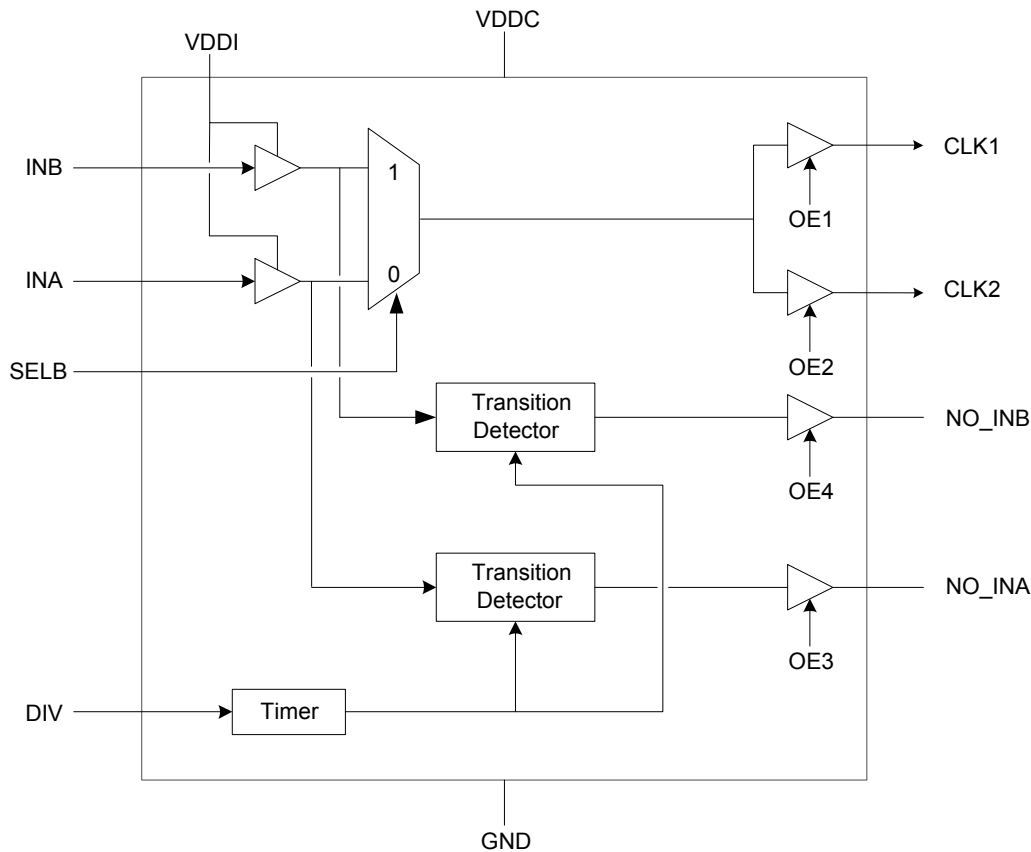 VDDC
VDDI
INB
1
CLK1
OE1
INA
0
CLK2
SELB
OE2
Transition
Detector
NO_INB
OE4
Transition
Detector
NO_INA
OE3
DIV
Timer
GND